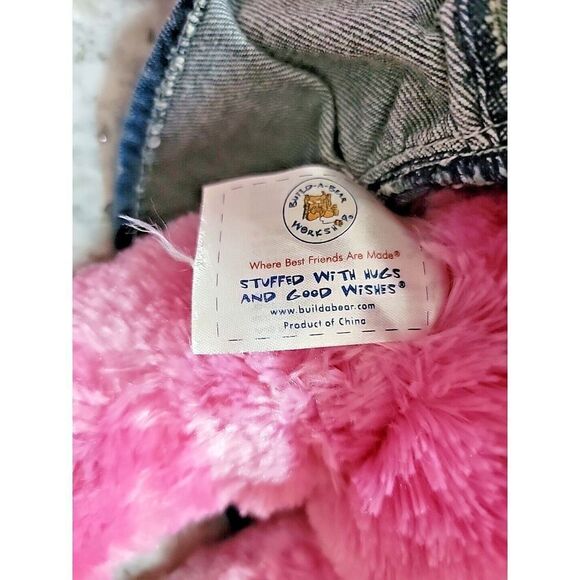 BUILD-A-BEAR
WORKSHOP
Where Best Friends Are Made®
STUFFED WITH HUGS
AND GOOD WISHES®
www.buildabear.com
Product of China